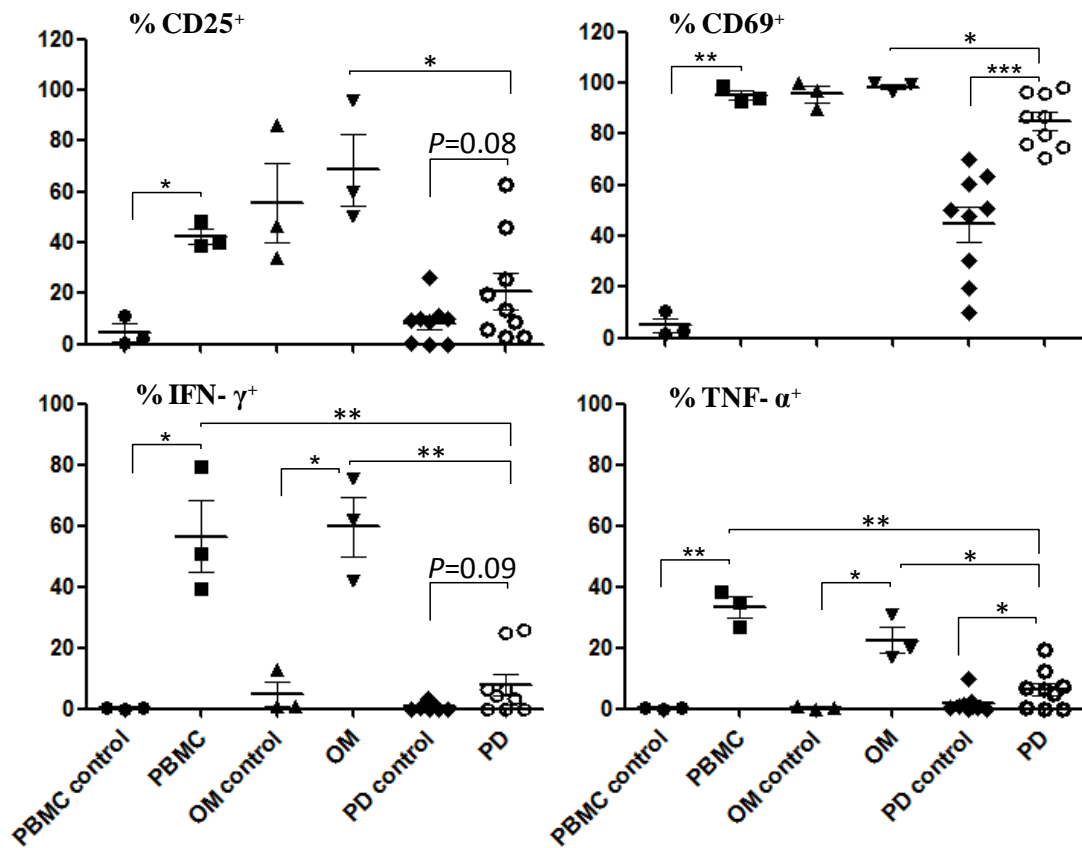 % CD25⁺
120
100
80
60
40
20
0
*
*
P=0.08
% CD69⁺
120
100
80
60
40
20
0
**
*
***
% IFN- γ⁺
100
80
60
40
20
0
*
**
*
**
P=0.09
% TNF- α⁺
100
80
60
40
20
0
**
**
*
*
*
PBMC control
PBMC
OM control
OM
PD control
PD
PBMC control
PBMC
OM control
OM
PD control
PD